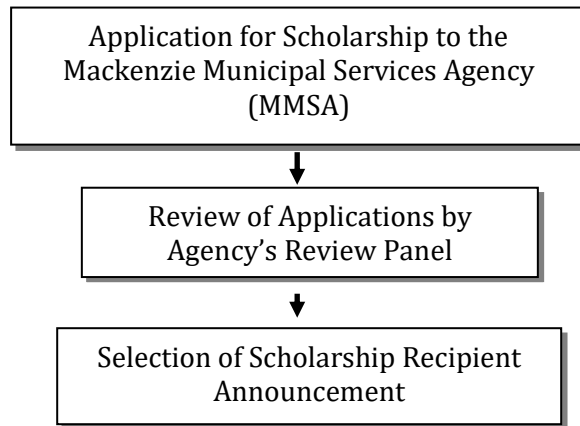 Application for Scholarship to the
Mackenzie Municipal Services Agency
(MMSA)
Review of Applications by
Agency’s Review Panel
Selection of Scholarship Recipient
Announcement